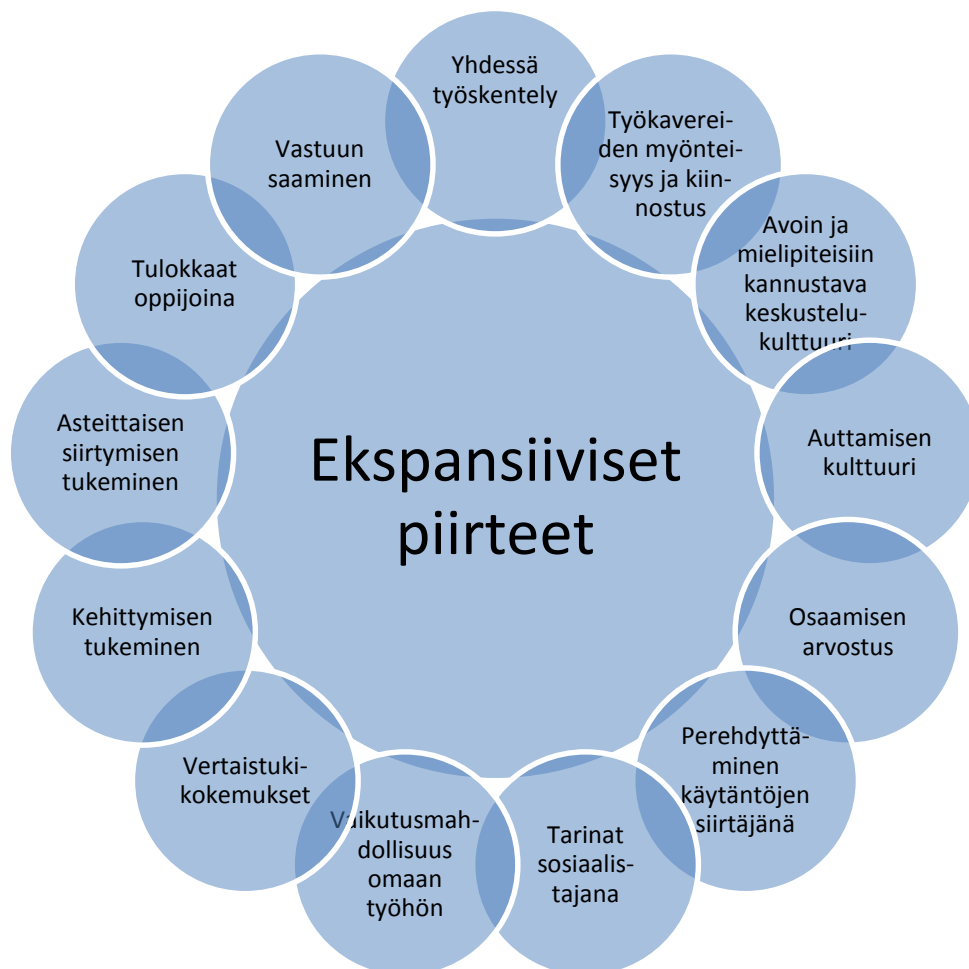 Yhdessä
työskentely
Työkaverei-
den myöntei-
syys ja kiin-
nostus
Avoin ja
mielipiteisiin
kannustava
keskustelu-
kulttuuri
Auttamisen
kulttuuri
Osaamisen
arvostus
Perehdyttä-
minen
käytäntöjen
siirtäjänä
Tarinat
sosiaalis-
tajana
Vaikutusmah-
dollisuus
omaan
työhön
Vertaistuki-
kokemukset
Kehittymisen
tukeminen
Asteittaisen
siirtymisen
tukeminen
Tulokkaat
oppijoina
Vastuun
saaminen
Ekspansiiviset
piirteet